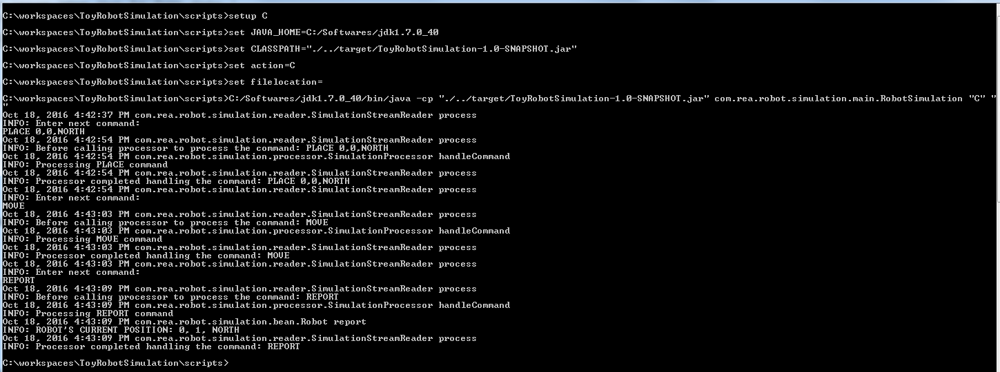 C:\workspaces\ToyRobotSimulation\scripts>setup C
C:\workspaces\ToyRobotSimulation\scripts>set JAVA_HOME=C:/Softwares/jdk1.7.0_40
C:\workspaces\ToyRobotSimulation\scripts>set CLASSPATH="./../target/ToyRobotSimulation-1.0-SNAPSHOT.jar"
C:\workspaces\ToyRobotSimulation\scripts>set action=C
C:\workspaces\ToyRobotSimulation\scripts>set filelocation=
C:\workspaces\ToyRobotSimulation\scripts>C:/Softwares/jdk1.7.0_40/bin/java -cp "./../target/ToyRobotSimulation-1.0-SNAPSHOT.jar" com.rea.robot.simulation.main.RobotSimulation "C" "
"
Oct 18, 2016 4:42:37 PM com.rea.robot.simulation.reader.SimulationStreamReader process
INFO: Enter next command:
PLACE 0,0,NORTH
Oct 18, 2016 4:42:54 PM com.rea.robot.simulation.reader.SimulationStreamReader process
INFO: Before calling processor to process the command: PLACE 0,0,NORTH
Oct 18, 2016 4:42:54 PM com.rea.robot.simulation.processor.SimulationProcessor handleCommand
INFO: Processing PLACE command
Oct 18, 2016 4:42:54 PM com.rea.robot.simulation.reader.SimulationStreamReader process
INFO: Processor completed handling the command: PLACE 0,0,NORTH
Oct 18, 2016 4:42:54 PM com.rea.robot.simulation.reader.SimulationStreamReader process
INFO: Enter next command:
MOVE
Oct 18, 2016 4:43:03 PM com.rea.robot.simulation.reader.SimulationStreamReader process
INFO: Before calling processor to process the command: MOVE
Oct 18, 2016 4:43:03 PM com.rea.robot.simulation.processor.SimulationProcessor handleCommand
INFO: Processing MOVE command
Oct 18, 2016 4:43:03 PM com.rea.robot.simulation.reader.SimulationStreamReader process
INFO: Processor completed handling the command: MOVE
Oct 18, 2016 4:43:03 PM com.rea.robot.simulation.reader.SimulationStreamReader process
INFO: Enter next command:
REPORT
Oct 18, 2016 4:43:09 PM com.rea.robot.simulation.reader.SimulationStreamReader process
INFO: Before calling processor to process the command: REPORT
Oct 18, 2016 4:43:09 PM com.rea.robot.simulation.processor.SimulationProcessor handleCommand
INFO: Processing REPORT command
Oct 18, 2016 4:43:09 PM com.rea.robot.simulation.bean.Robot report
INFO: ROBOT'S CURRENT POSITION: 0, 1, NORTH
Oct 18, 2016 4:43:09 PM com.rea.robot.simulation.reader.SimulationStreamReader process
INFO: Processor completed handling the command: REPORT
C:\workspaces\ToyRobotSimulation\scripts>